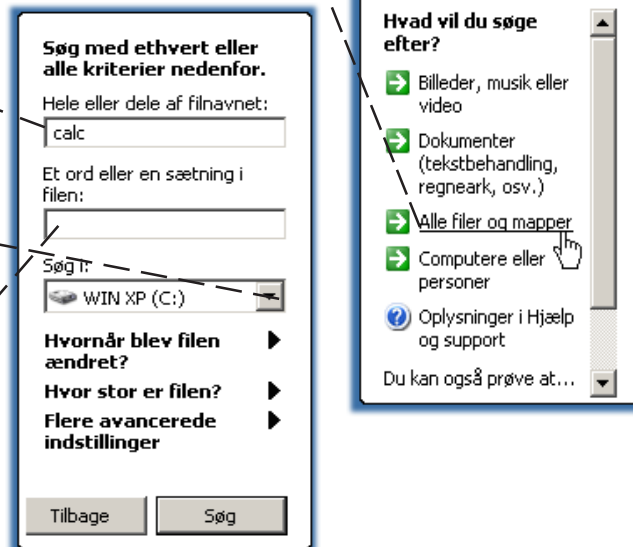 Søg med ethvert eller
alle kriterier nedenfor.
Hele eller dele af filnavnet:
calc
Et ord eller en sætning i
filen:
Søg i:
WIN XP (C:)
Hvornår blev filen
ændret?
Hvor stor er filen?
Flere avancerede
indstillinger
Tilbage
Søg
Hvad vil du søge
efter?
Billeder, musik eller
video
Dokumenter
(tekstbehandling,
regneark, osv.)
Alle filer og mapper
Computere eller
personer
Oplysninger i Hjælp
og support
Du kan også prøve at...